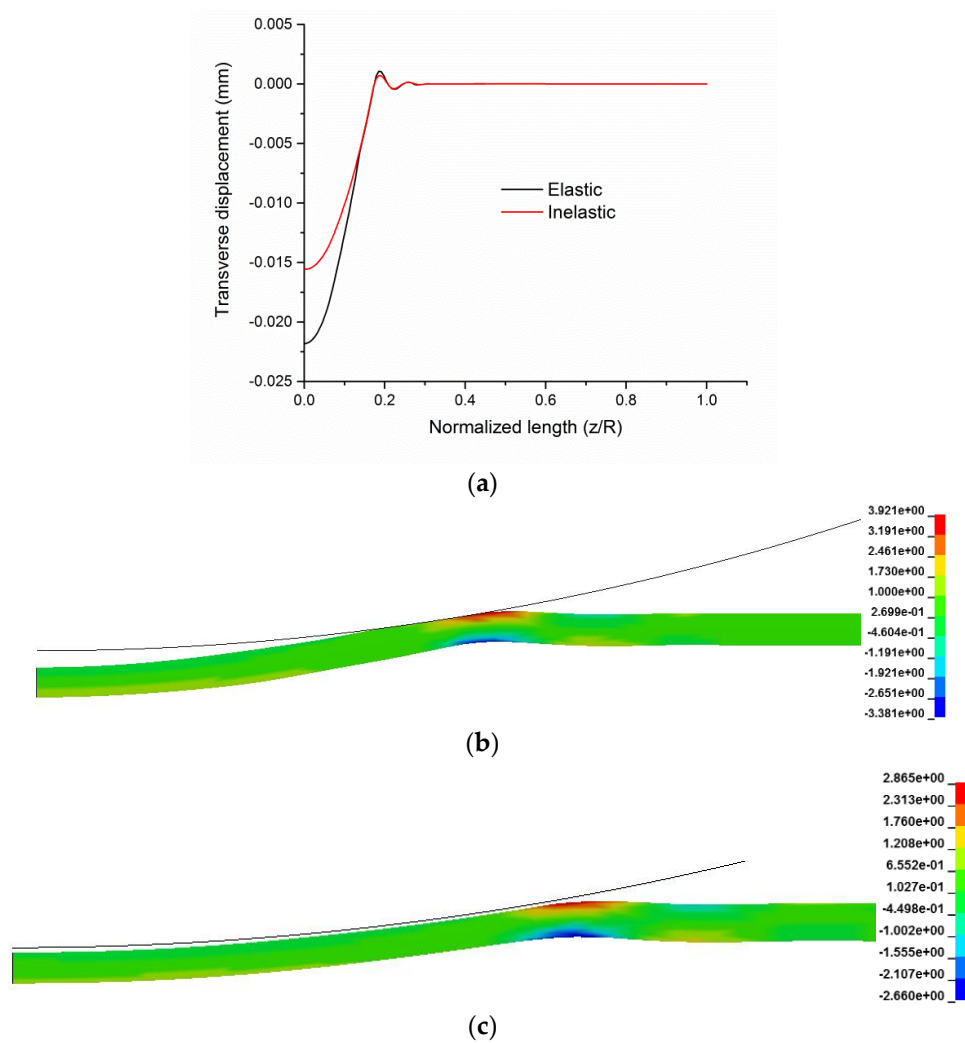 0.005
0.000
-0.005
-0.010
-0.015
-0.020
-0.025
Transverse displacement (mm)
Elastic
Inelastic
0.0 0.2 0.4 0.6 0.8 1.0
Normalized length (z/R)
(a)
3.921e+00
3.191e+00
2.461e+00
1.730e+00
1.000e+00
2.699e-01
-4.604e-01
-1.191e+00
-1.921e+00
-2.651e+00
-3.381e+00
(b)
2.865e+00
2.313e+00
1.760e+00
1.208e+00
6.552e-01
1.027e-01
-4.498e-01
-1.002e+00
-1.555e+00
-2.107e+00
-2.660e+00
(c)